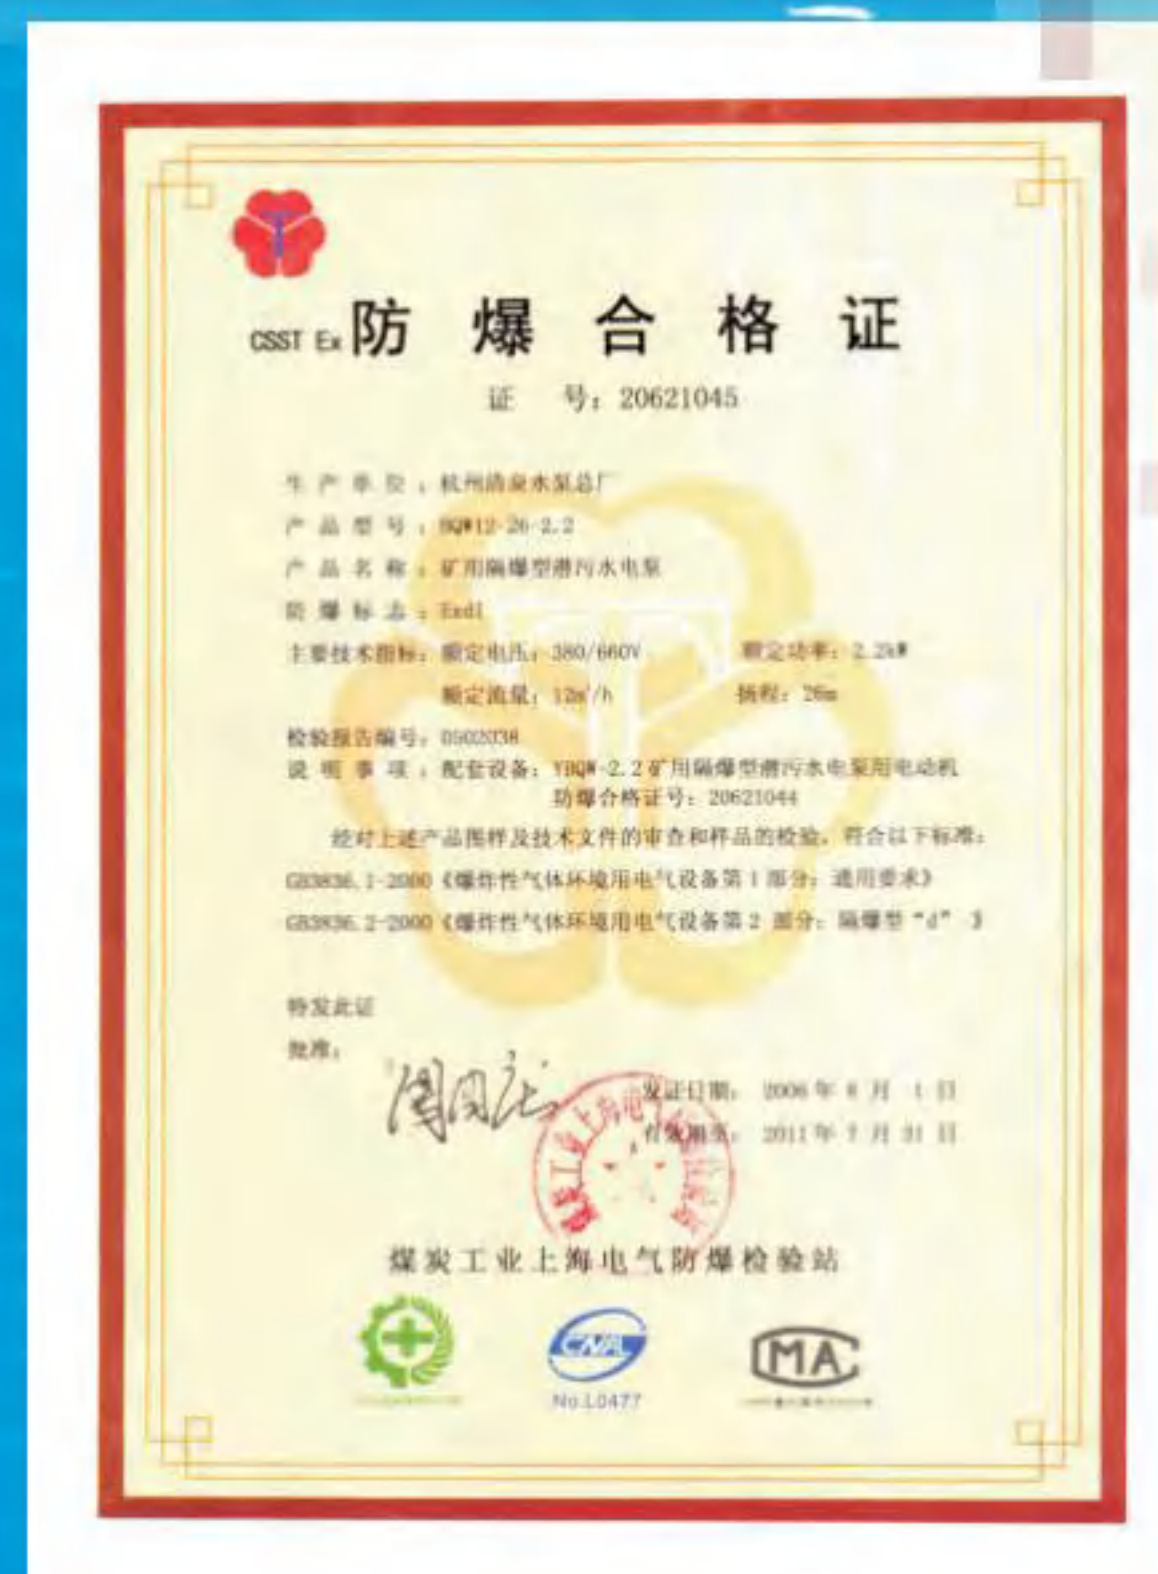 CSST Ex 防爆合格证
证 号：20621045
生产单位：杭州清泉水泵总厂
产品型号：BQW12-26-2.2
产品名称：矿用隔爆型潜污水电泵
防爆标志：ExdI
主要技术指标：额定电压：380/660V 额定功率：2.2kW
额定流量：12m³/h 扬程：26m
检验报告编号：0502038
说明事项：配套设备：YBQW-2.2矿用隔爆型潜污水电泵用电动机
防爆合格证号：20621044
经对上述产品图样及技术文件的审查和样品的检验，符合以下标准：
GB3836.1-2000《爆炸性气体环境用电气设备第1部分：通用要求》
GB3836.2-2000《爆炸性气体环境用电气设备第2 部分：隔爆型“d” 》
特发此证
批准：
发证日期： 2006年 8 月 1 日
有效期至： 2011年 7 月 31 日
煤炭工业上海电气防爆检验站
CNAL
No.L0477
MA